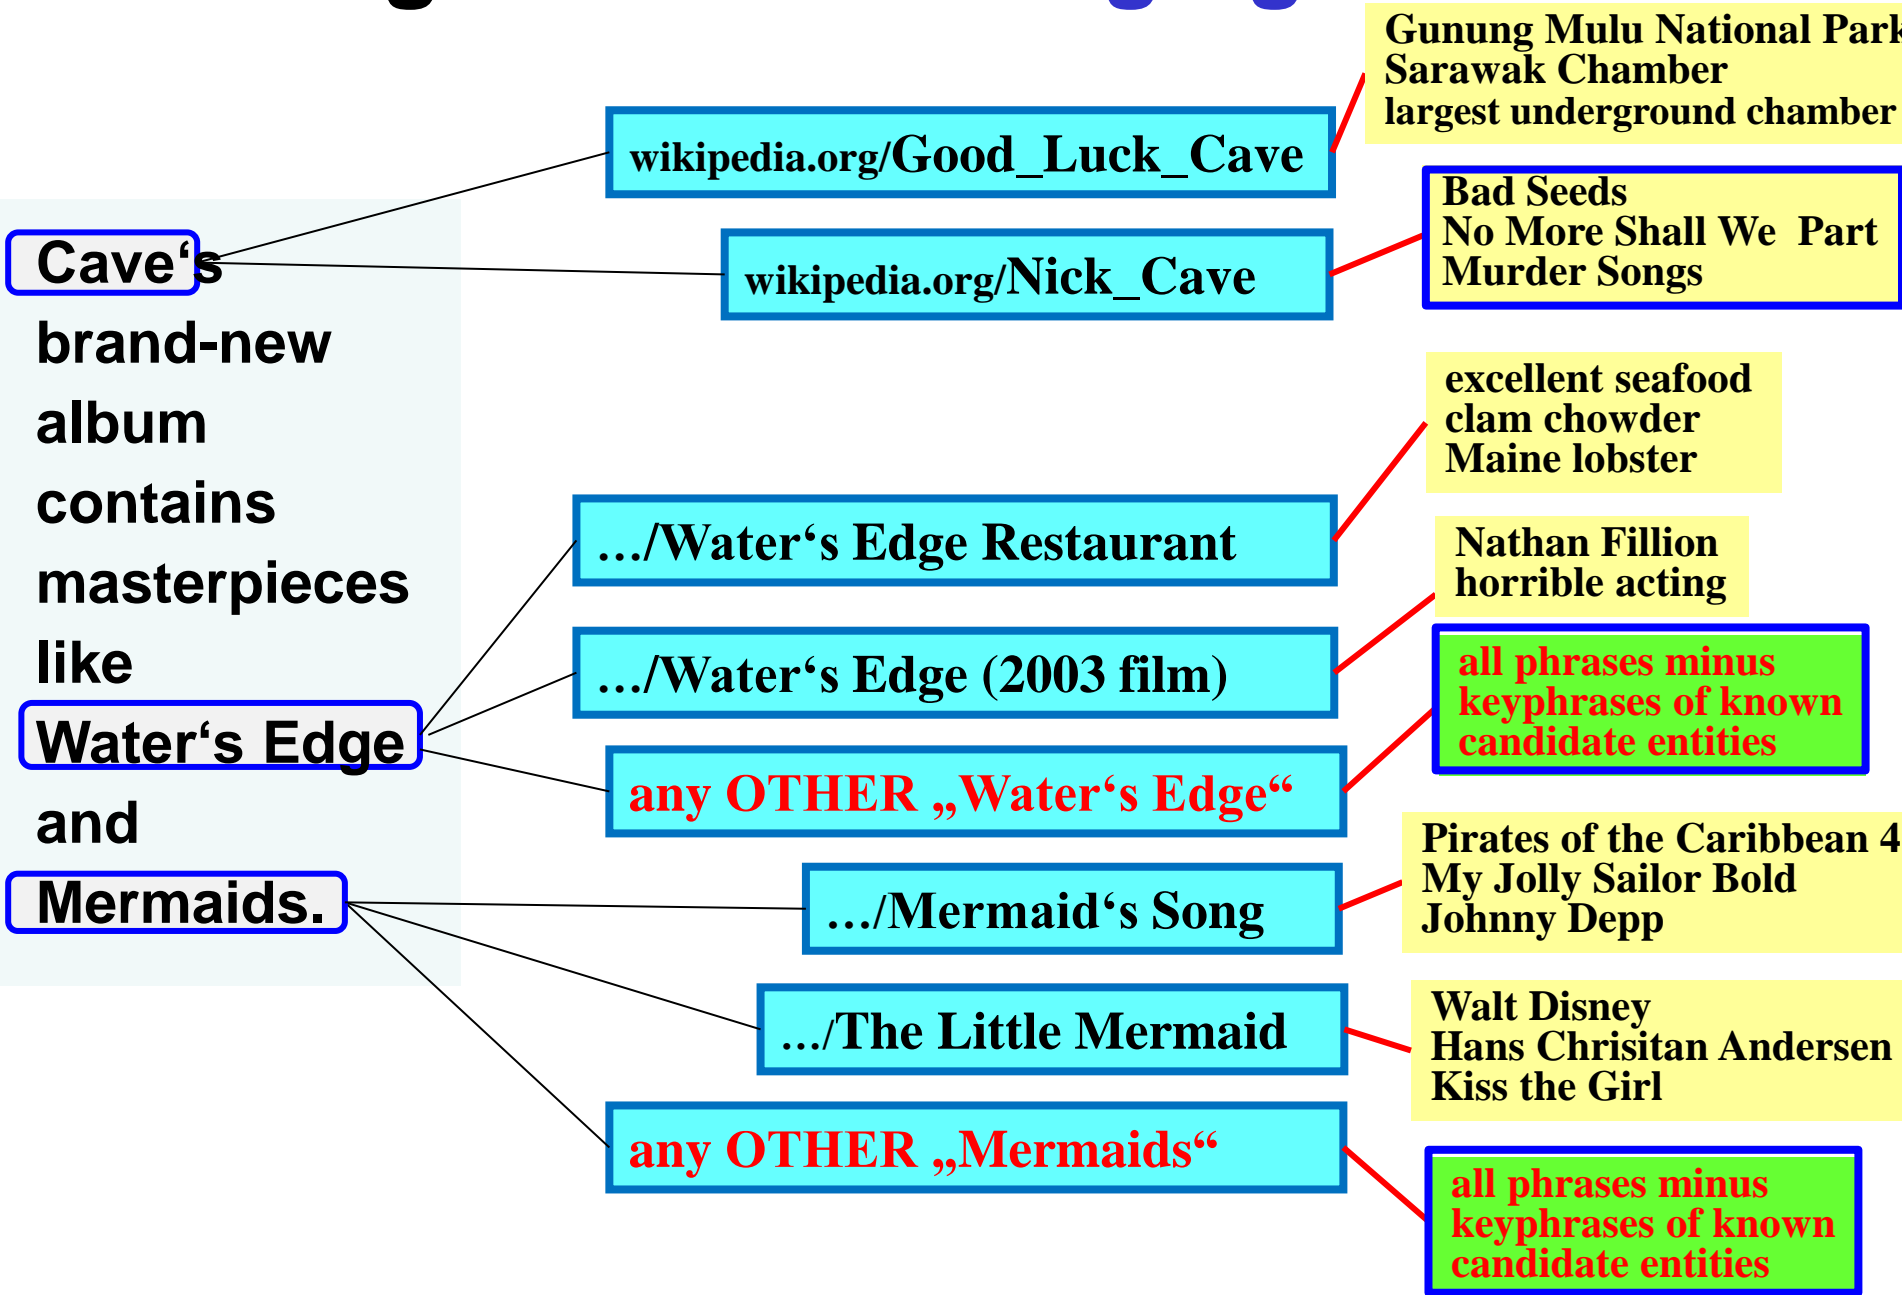 Cave‘s
brand-new
album
contains
masterpieces
like
Water‘s Edge
and
Mermaids.
wikipedia.org/Good_Luck_Cave
wikipedia.org/Nick_Cave
.../Water‘s Edge Restaurant
.../Water‘s Edge (2003 film)
any OTHER „Water‘s Edge“
.../Mermaid‘s Song
.../The Little Mermaid
any OTHER „Mermaids“
Gunung Mulu National Park
Sarawak Chamber
largest underground chamber
Bad Seeds
No More Shall We Part
Murder Songs
excellent seafood
clam chowder
Maine lobster
Nathan Fillion
horrible acting
all phrases minus
keyphrases of known
candidate entities
Pirates of the Caribbean 4
My Jolly Sailor Bold
Johnny Depp
Walt Disney
Hans Chrisitan Andersen
Kiss the Girl
all phrases minus
keyphrases of known
candidate entities